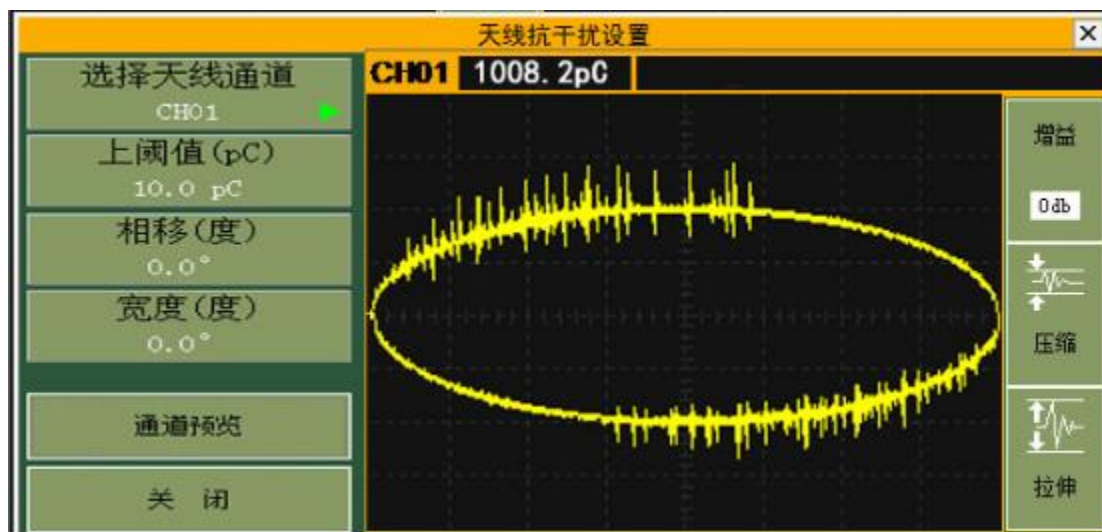 天线抗干扰设置
选择天线通道
CH01
上阈值(pC)
10.0 pC
相移(度)
0.0°
宽度(度)
0.0°
通道预览
关 闭
CH01 1008.2pC
增益
0db
压缩
拉伸